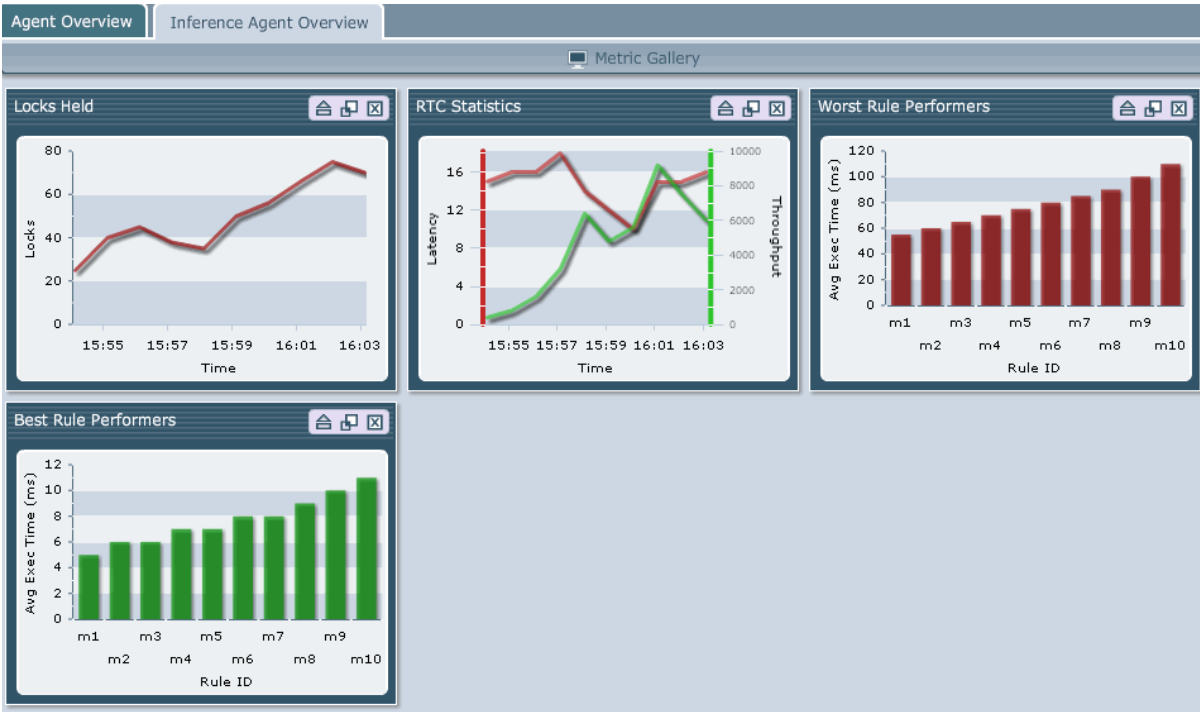 Agent Overview
Inference Agent Overview
Metric Gallery
Locks Held
80
60
40
20
0
Locks
15:55 15:57 15:59 16:01 16:03
Time
RTC Statistics
16
12
8
4
0
Latency
10000
8000
6000
4000
2000
0
Throughput
15:55 15:57 15:59 16:01 16:03
Time
Worst Rule Performers
120
100
80
60
40
20
0
Avg Exec Time (ms)
m1 m3 m5 m7 m9
m2 m4 m6 m8 m10
Rule ID
Best Rule Performers
12
10
8
6
4
2
0
Avg Exec Time (ms)
m1 m3 m5 m7 m9
m2 m4 m6 m8 m10
Rule ID